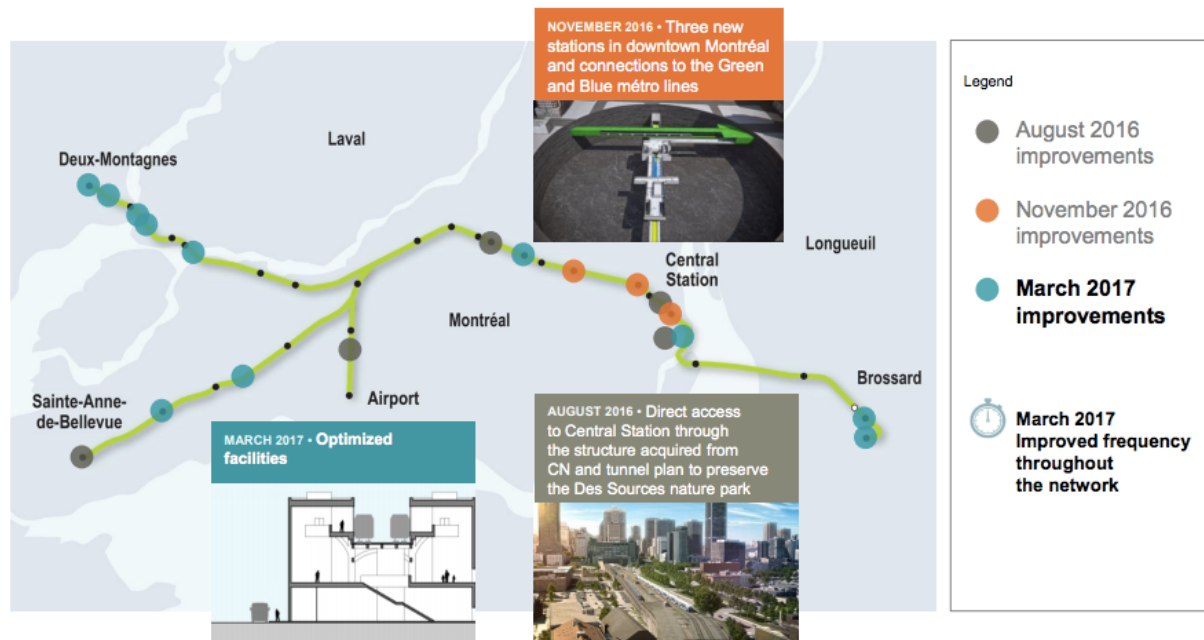 NOVEMBER 2016 • Three new
stations in downtown Montréal
and connections to the Green
and Blue métro lines
Laval
Deux-Montagnes
Longueuil
Central
Station
Montréal
Brossard
Sainte-Anne-
de-Bellevue
Airport
MARCH 2017 • Optimized
facilities
AUGUST 2016 • Direct access
to Central Station through
the structure acquired from
CN and tunnel plan to preserve
the Des Sources nature park
Legend
August 2016
improvements
November 2016
improvements
March 2017
improvements
March 2017
Improved frequency
throughout
the network